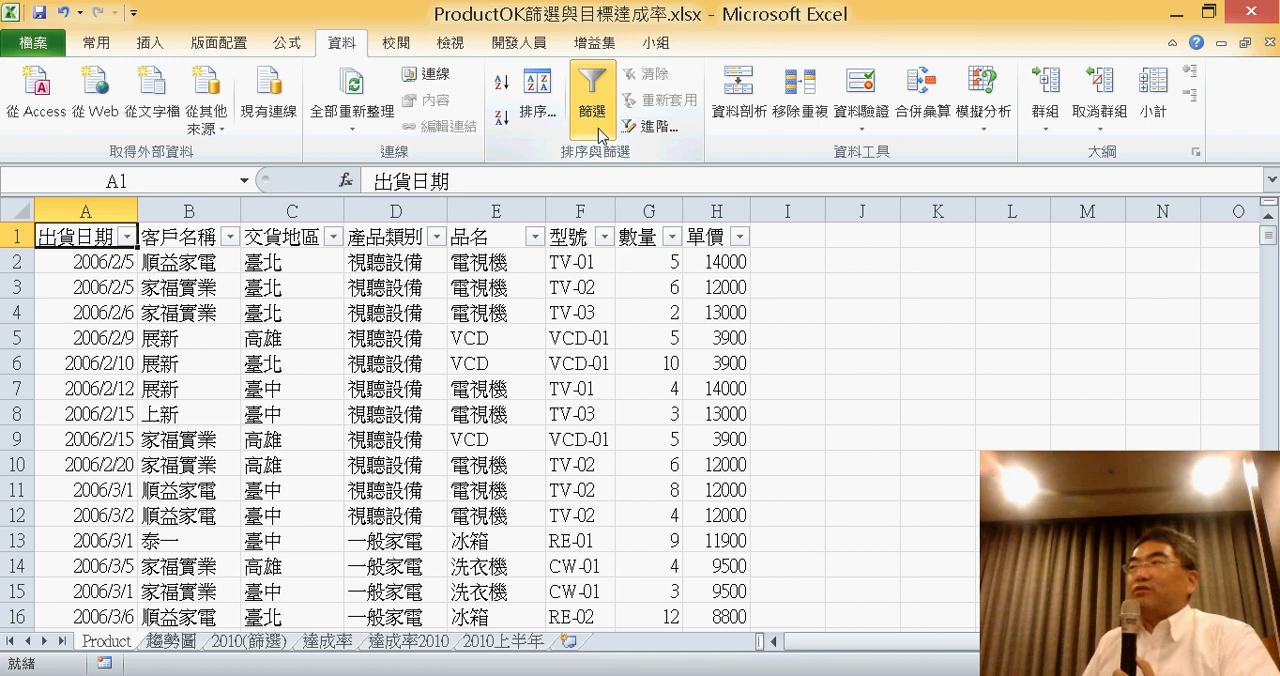 ProductOK篩選與目標達成率.xlsx - Microsoft Excel
檔案 常用 插入 版面配置 公式 資料 校閱 檢視 開發人員 增益集 小組
從 Access 從 Web 從文字檔 從其他來源 現有連線 全部重新整理 連線 內容 編輯連結 排序... 篩選 清除 重新套用 進階... 資料剖析 移除重複 資料驗證 合併彙算 模擬分析 群組 取消群組 小計
取得外部資料 連線 排序與篩選 資料工具 大綱
A1 fx 出貨日期
A B C D E F G H I J K L M N O
1 出貨日期 客戶名稱 交貨地區 產品類別 品名 型號 數量 單價
2 2006/2/5 順益家電 臺北 視聽設備 電視機 TV-01 5 14000
3 2006/2/5 家福實業 臺北 視聽設備 電視機 TV-02 6 12000
4 2006/2/6 家福實業 臺北 視聽設備 電視機 TV-03 2 13000
5 2006/2/9 展新 高雄 視聽設備 VCD VCD-01 5 3900
6 2006/2/10 展新 臺北 視聽設備 VCD VCD-01 10 3900
7 2006/2/12 展新 臺中 視聽設備 電視機 TV-01 4 14000
8 2006/2/15 上新 臺中 視聽設備 電視機 TV-03 3 13000
9 2006/2/15 家福實業 高雄 視聽設備 VCD VCD-01 5 3900
10 2006/2/20 家福實業 高雄 視聽設備 電視機 TV-02 6 12000
11 2006/3/1 順益家電 臺中 視聽設備 電視機 TV-02 8 12000
12 2006/3/2 順益家電 臺中 視聽設備 電視機 TV-02 4 12000
13 2006/3/1 泰一 臺中 一般家電 冰箱 RE-01 9 11900
14 2006/3/5 家福實業 高雄 一般家電 洗衣機 CW-01 4 9500
15 2006/3/1 家福實業 臺中 一般家電 洗衣機 CW-01 3 9500
16 2006/3/6 順益家電 臺北 一般家電 冰箱 RE-02 12 8800
Product 趨勢圖 2010(篩選) 達成率 達成率2010 2010上半年
就緒